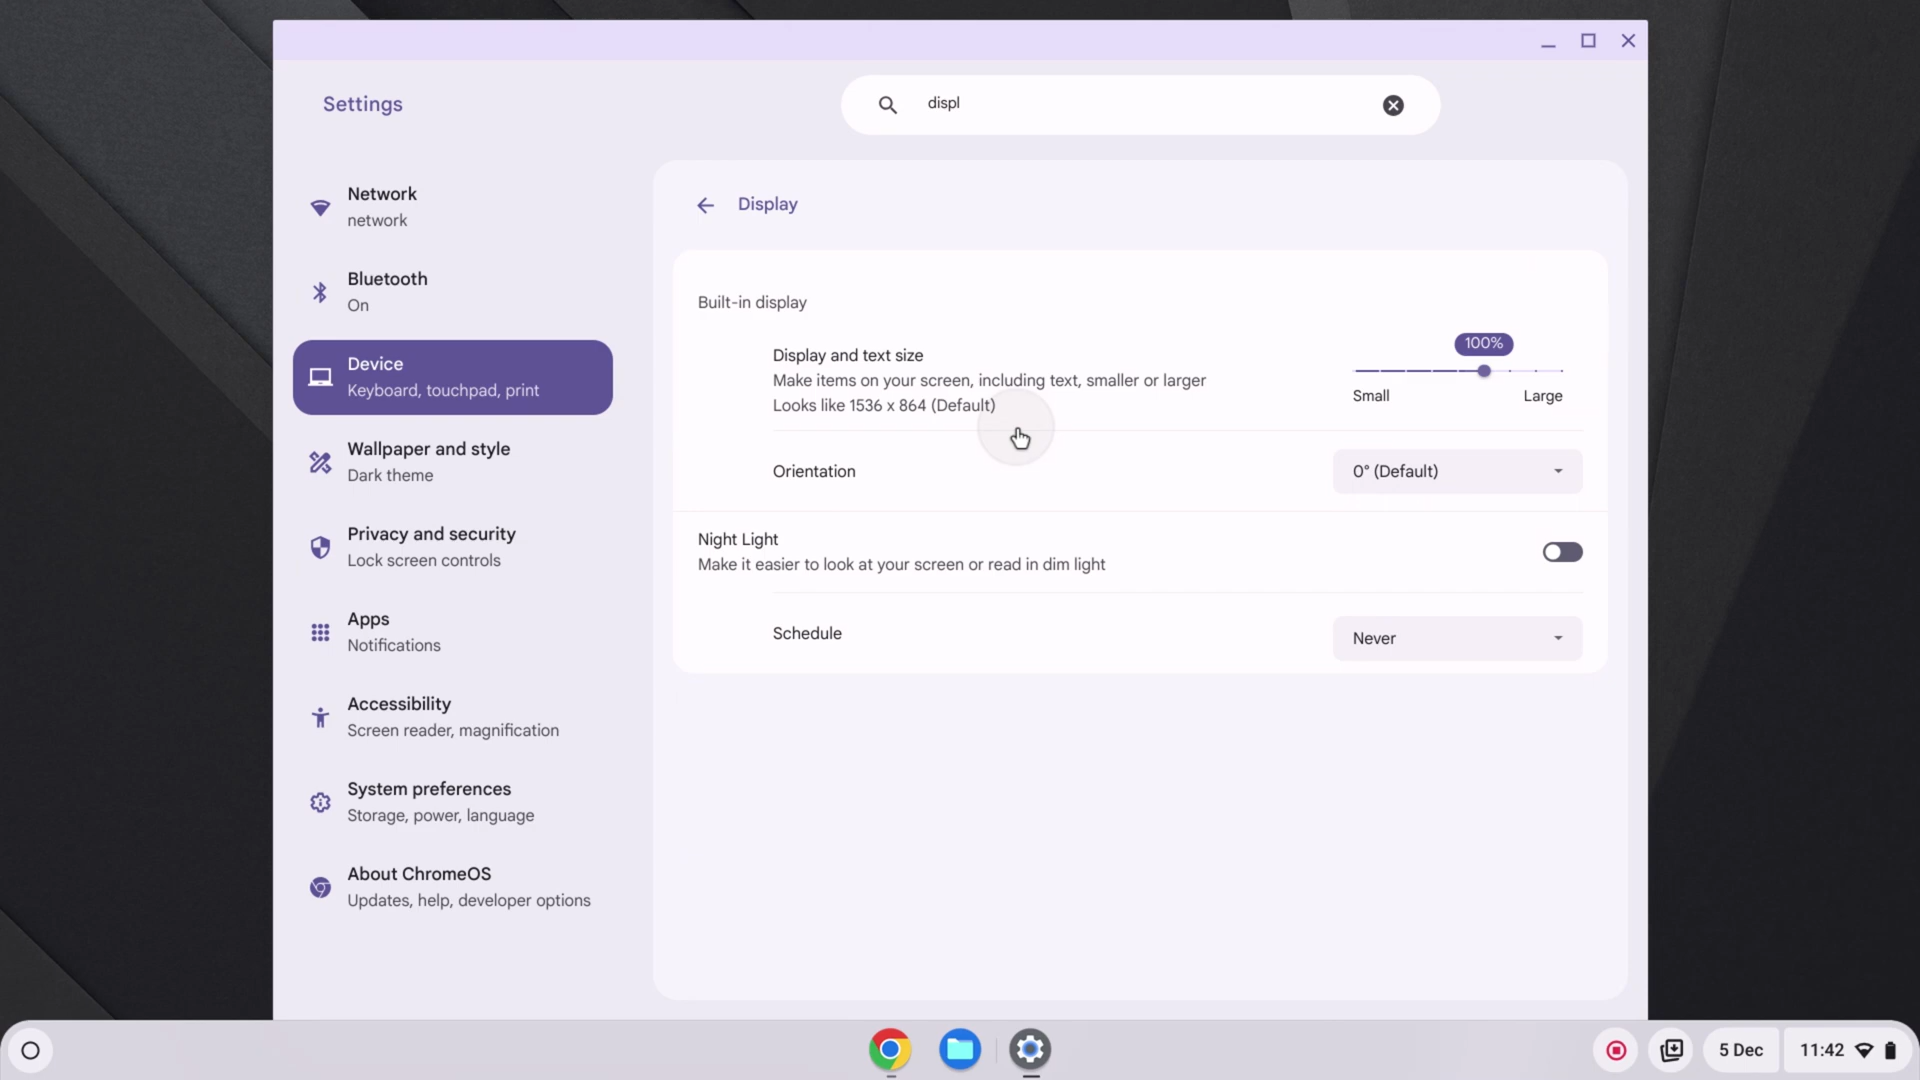 Settings
displ
Network
network
Bluetooth
On
Device
Keyboard, touchpad, print
Wallpaper and style
Dark theme
Privacy and security
Lock screen controls
Apps
Notifications
Accessibility
Screen reader, magnification
System preferences
Storage, power, language
About ChromeOS
Updates, help, developer options
Display
Built-in display
Display and text size
Make items on your screen, including text, smaller or larger
Looks like 1536 x 864 (Default)
100%
Small Large
Orientation
0° (Default)
Night Light
Make it easier to look at your screen or read in dim light
Schedule
Never
5 Dec 11:42